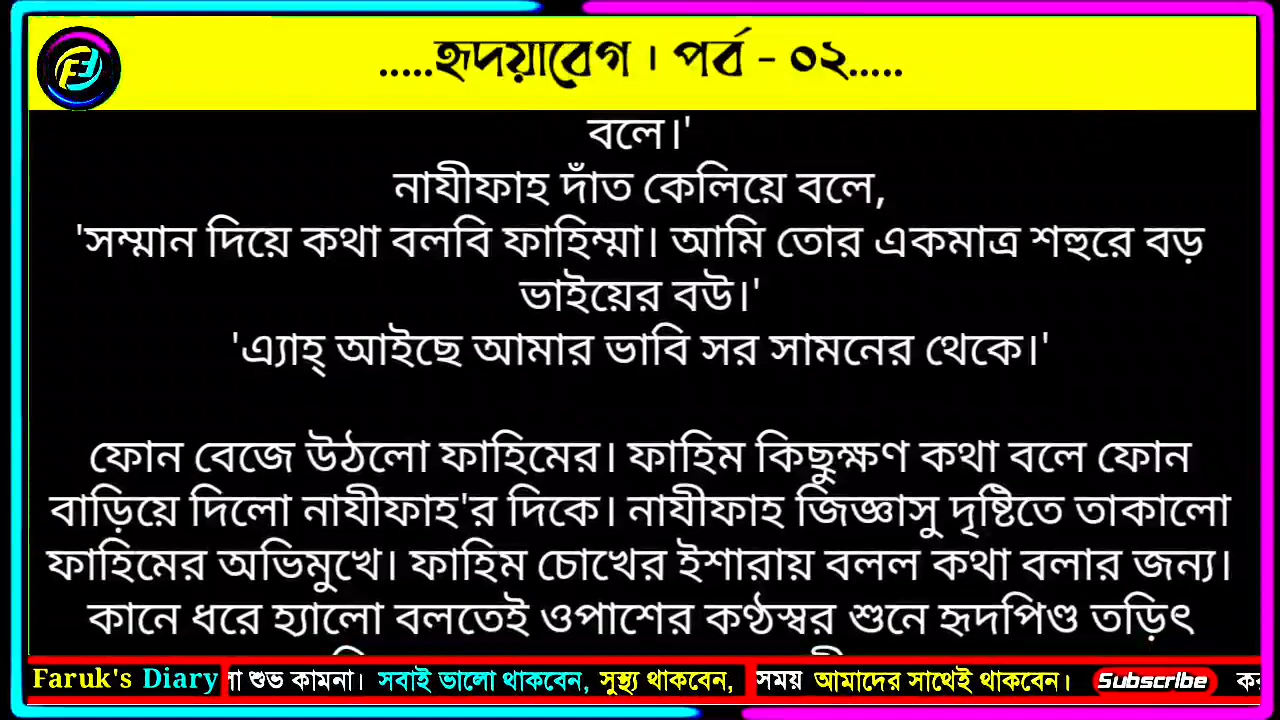 .....হৃদয়াবেগ । পর্ব - ০২.....
বলে।'
নাযীফাহ দাঁত কেলিয়ে বলে,
'সম্মান দিয়ে কথা বলবি ফাহিম্মা। আমি তোর একমাত্র শহুরে বড়
ভাইয়ের বউ।'
'এ্যাহ্ আইছে আমার ভাবি সর সামনের থেকে।'
ফোন বেজে উঠলো ফাহিমের। ফাহিম কিছুক্ষণ কথা বলে ফোন
বাড়িয়ে দিলো নাযীফাহ'র দিকে। নাযীফাহ জিজ্ঞাসু দৃষ্টিতে তাকালো
ফাহিমের অভিমুখে। ফাহিম চোখের ইশারায় বলল কথা বলার জন্য।
কানে ধরে হ্যালো বলতেই ওপাশের কণ্ঠস্বর শুনে হৃদপিণ্ড তড়িৎ
Faruk's Diary শুভ কামনা। সবাই ভালো থাকবেন, সুস্থ্য থাকবেন, সময় আমাদের সাথেই থাকবেন। Subscribe